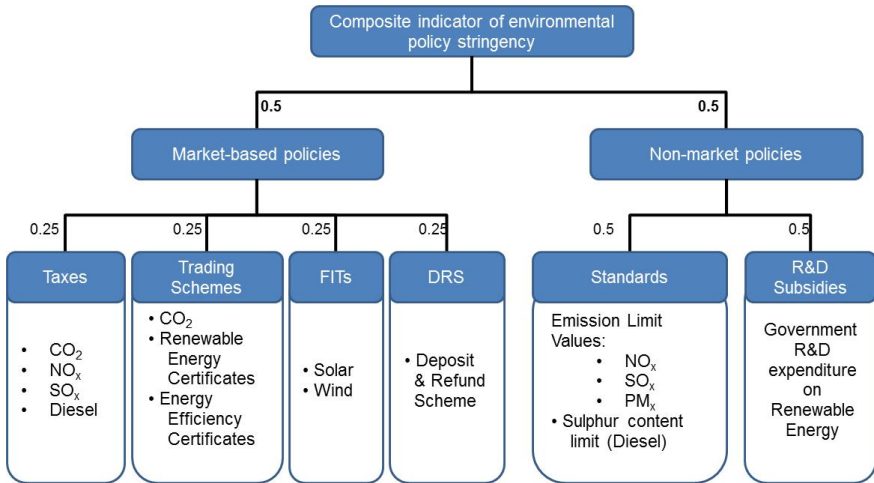 Composite indicator of environmental
policy stringency
0.5
0.5
Market-based policies
Non-market policies
0.25
0.25
0.25
0.25
0.5
0.5
Taxes
• CO₂
• NOₓ
• SOₓ
• Diesel
Trading
Schemes
• CO₂
• Renewable
Energy
Certificates
• Energy
Efficiency
Certificates
FITs
• Solar
• Wind
DRS
• Deposit
& Refund
Scheme
Standards
Emission Limit
Values:
• NOₓ
• SOₓ
• PMₓ
• Sulphur content
limit (Diesel)
R&D
Subsidies
Government
R&D
expenditure
on
Renewable
Energy